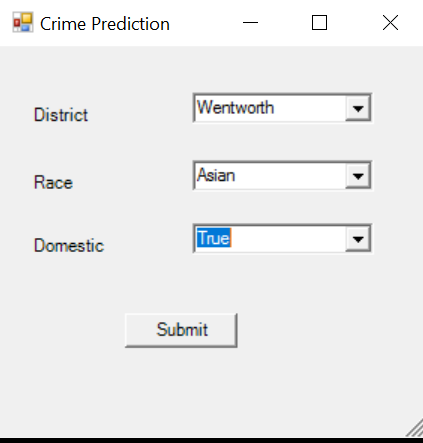 Crime Prediction
District Wentworth
Race Asian
Domestic True
Submit